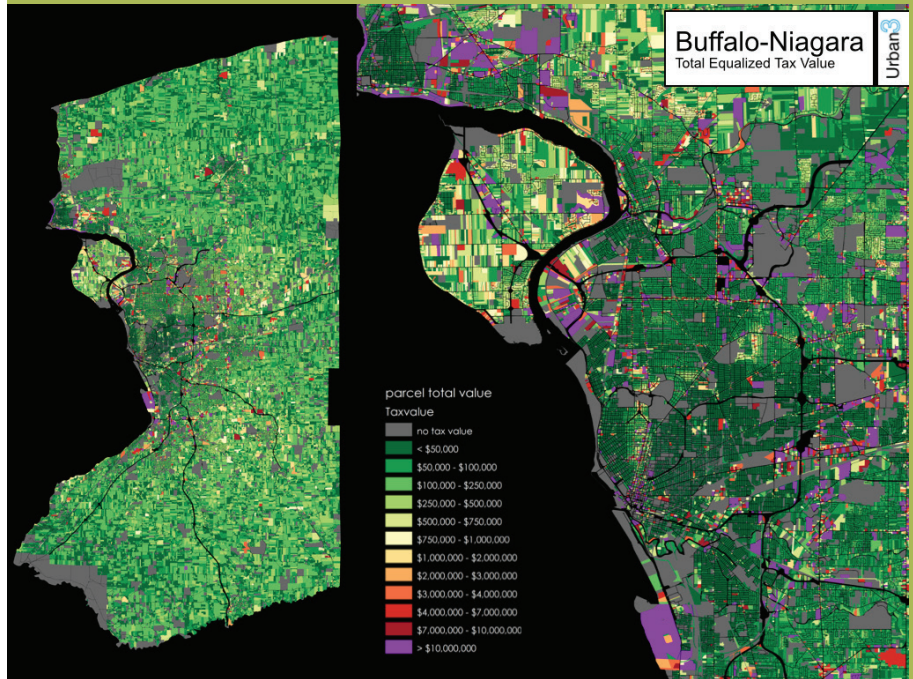 Buffalo-Niagara
Total Equalized Tax Value
Urban3
parcel total value
Taxvalue
no tax value
< $50,000
$50,000 - $100,000
$100,000 - $250,000
$250,000 - $500,000
$500,000 - $750,000
$750,000 - $1,000,000
$1,000,000 - $2,000,000
$2,000,000 - $3,000,000
$3,000,000 - $4,000,000
$4,000,000 - $7,000,000
$7,000,000 - $10,000,000
> $10,000,000